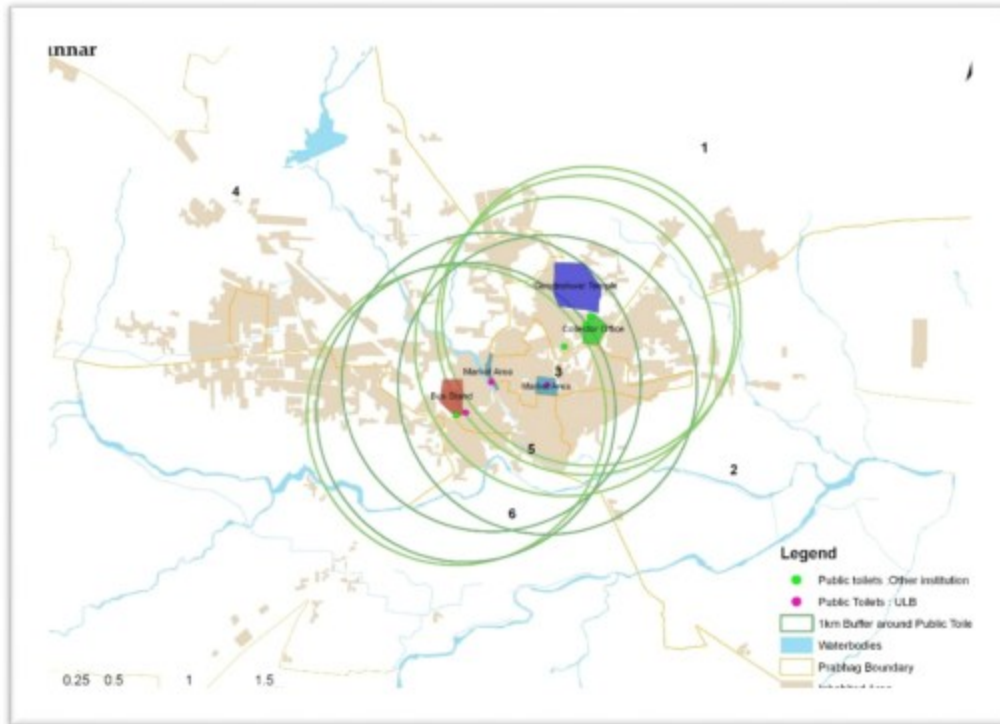 nnar
1
4
Temple
Collector Office
3
Market Area
Market Area
Bus Stand
5
2
6
Legend
Public toilets :Other institution
Public Toilets : ULB
1km Buffer around Public Toile
Waterbodies
Prabhag Boundary
0.25 0.5 1 1.5